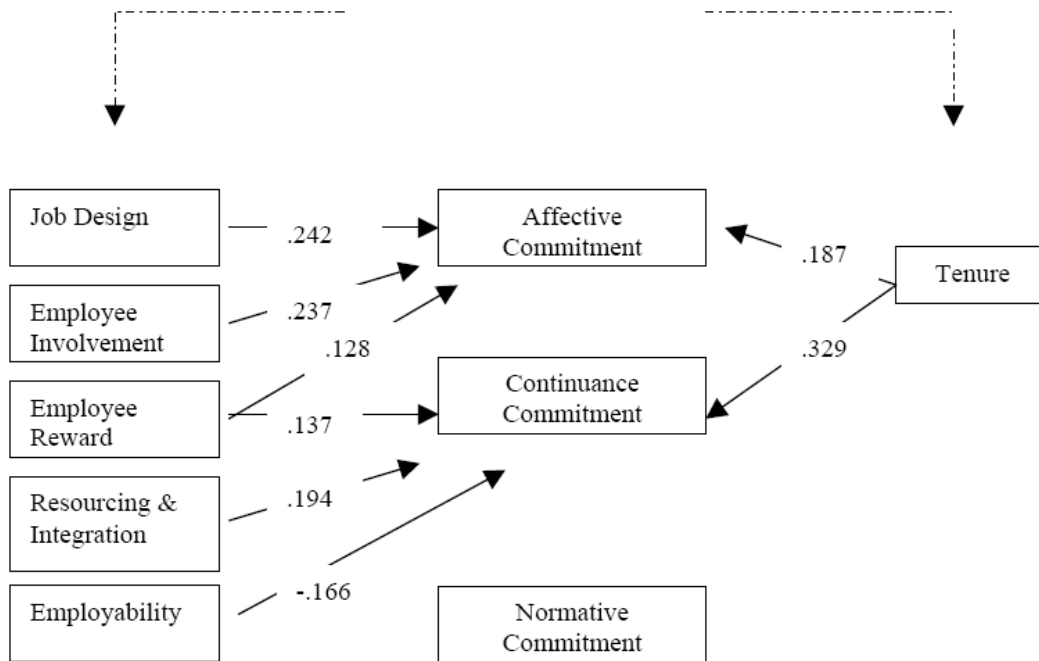 Job Design
.242
Affective
Commitment
.187
Tenure
Employee
Involvement
.237
.128
.329
Employee
Reward
.137
Continuance
Commitment
Resourcing &
Integration
.194
Employability
-.166
Normative
Commitment